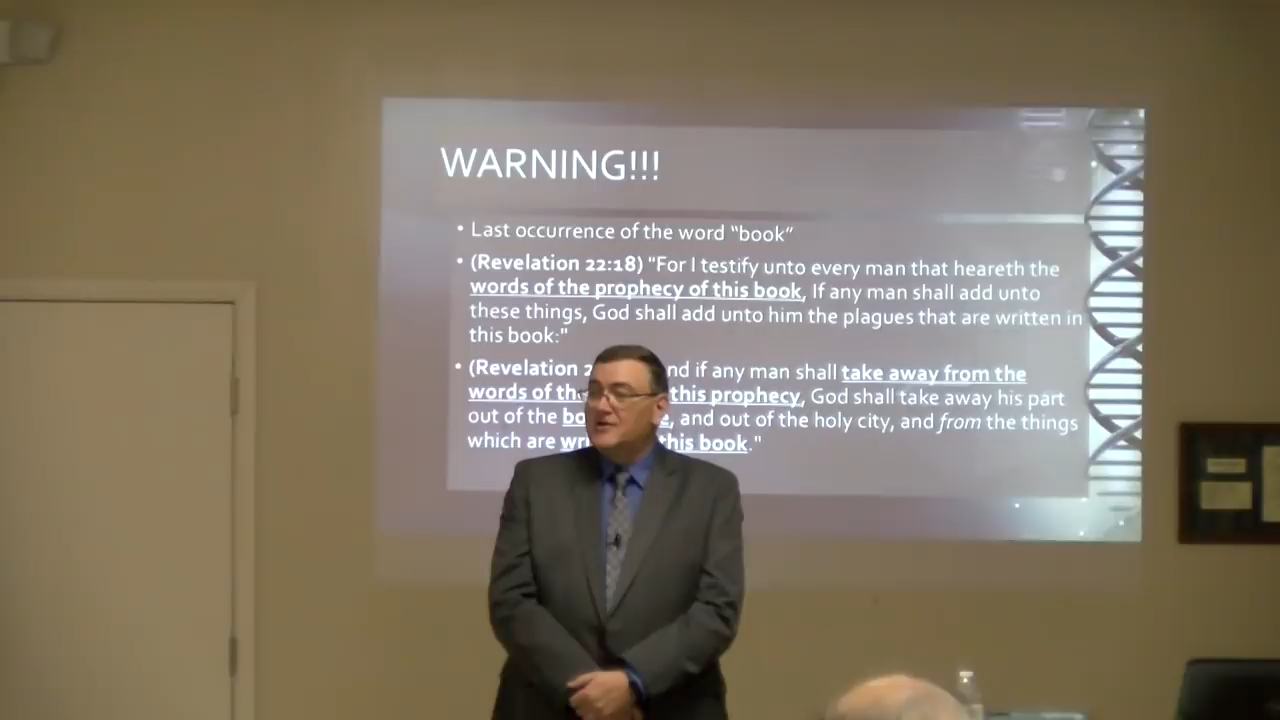 WARNING!!!
• Last occurrence of the word “book”
• (Revelation 22:18) "For I testify unto every man that heareth the
words of the prophecy of this book, If any man shall add unto
these things, God shall add unto him the plagues that are written in
this book:"
• (Revelation if any man shall take away from the
words of this prophecy, God shall take away his part
out of the and out of the holy city, and from the things
which are this book."